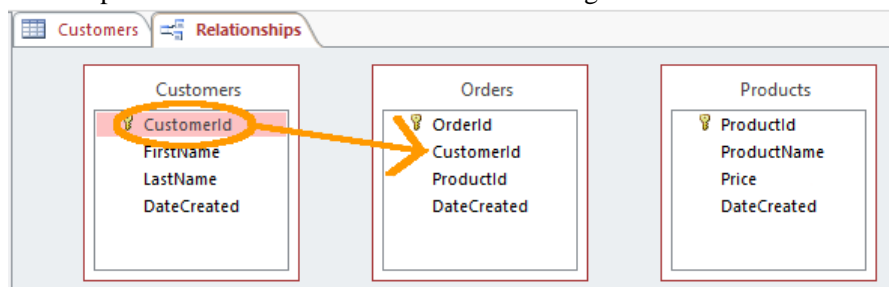 Customers Relationships
Customers
CustomerId
FirstName
LastName
DateCreated
Orders
OrderId
CustomerId
ProductId
DateCreated
Products
ProductId
ProductName
Price
DateCreated